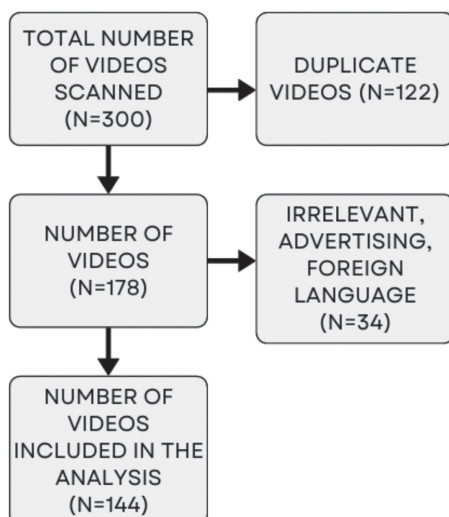 TOTAL NUMBER
OF VIDEOS
SCANNED
(N=300)
DUPLICATE
VIDEOS (N=122)
NUMBER OF
VIDEOS
(N=178)
IRRELEVANT,
ADVERTISING,
FOREIGN
LANGUAGE
(N=34)
NUMBER OF
VIDEOS
INCLUDED IN THE
ANALYSIS
(N=144)